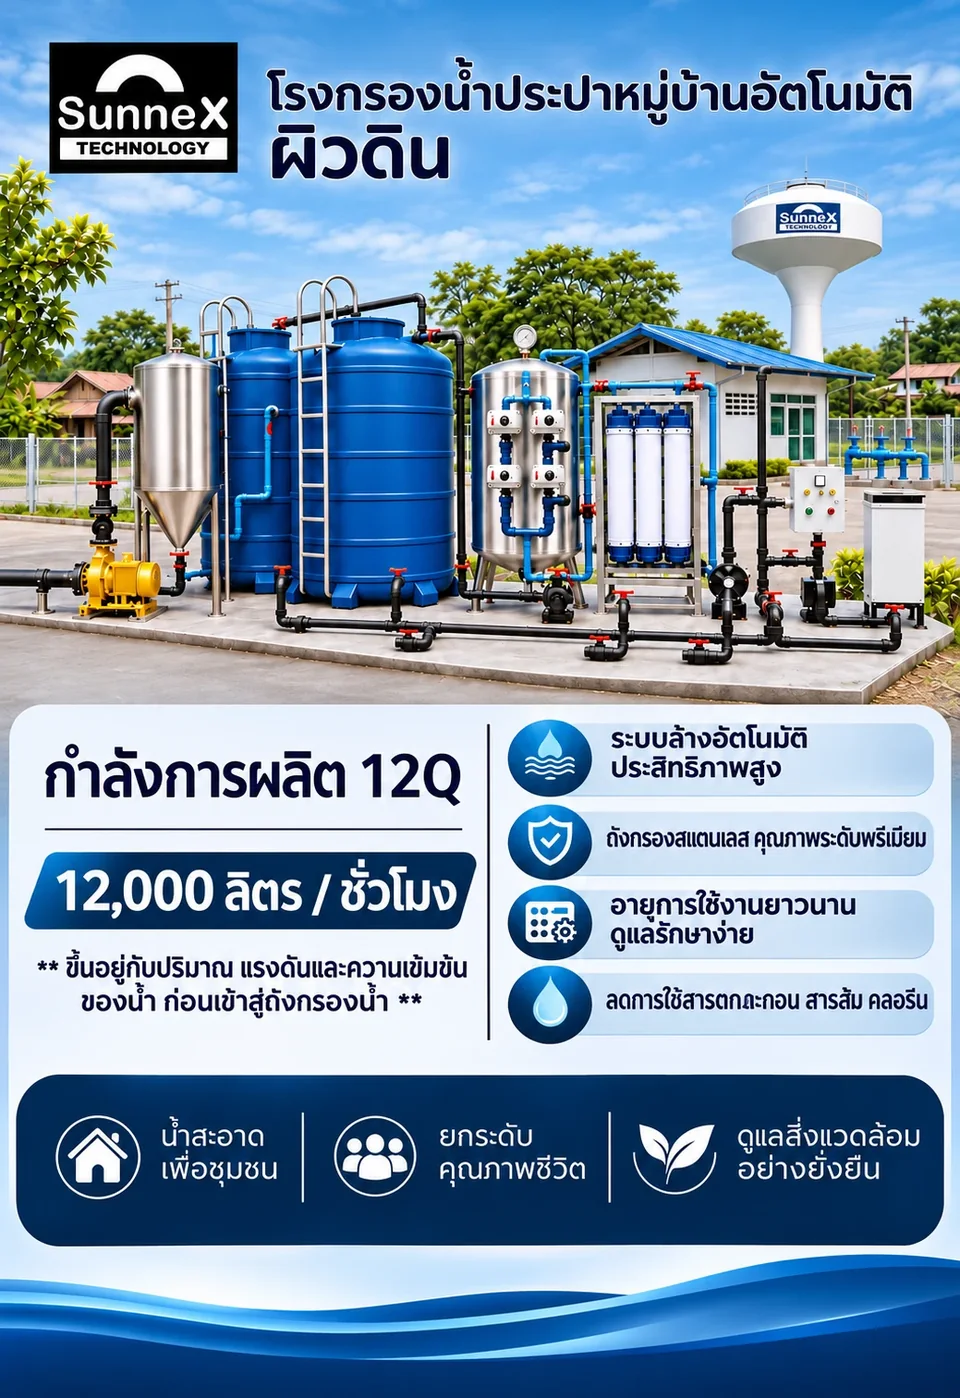 SunneX
TECHNOLOGY
โรงกรองน้ำประปาหมู่บ้านอัตโนมัติ
ผิวดิน
SunneX
TECHNOLOGY
กำลังการผลิต 12Q
12,000 ลิตร / ชั่วโมง
** ขึ้นอยู่กับปริมาณ แรงดันและความเข้มข้น
ของน้ำ ก่อนเข้าสู่ถังกรองน้ำ **
ระบบล้างอัตโนมัติ
ประสิทธิภาพสูง
ถังกรองสแตนเลส คุณภาพระดับพรีเมียม
อายุการใช้งานยาวนาน
ดูแลรักษาง่าย
ลดการใช้สารตกตะกอน สารส้ม คลอรีน
น้ำสะอาด
เพื่อชุมชน
ยกระดับ
คุณภาพชีวิต
ดูแลสิ่งแวดล้อม
อย่างยั่งยืน